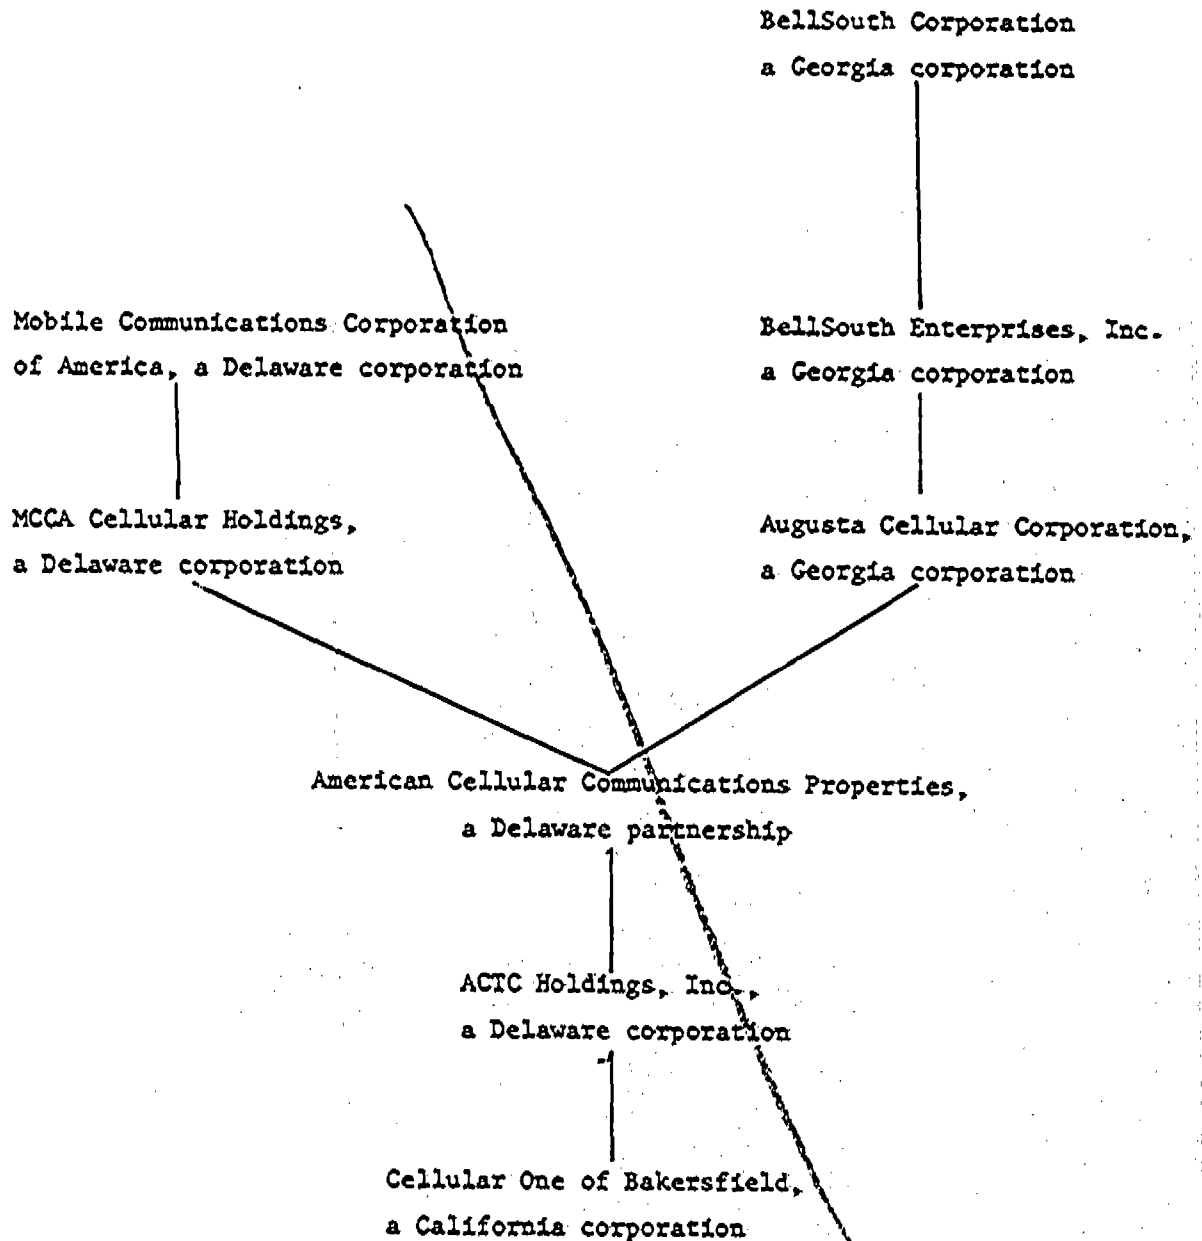 BellSouth Corporation
a Georgia corporation
Mobile Communications Corporation
of America, a Delaware corporation
BellSouth Enterprises, Inc.
a Georgia corporation
MCCA Cellular Holdings,
a Delaware corporation
Augusta Cellular Corporation,
a Georgia corporation
American Cellular Communications Properties,
a Delaware partnership
ACTC Holdings, Inc.,
a Delaware corporation
Cellular One of Bakersfield,
a California corporation